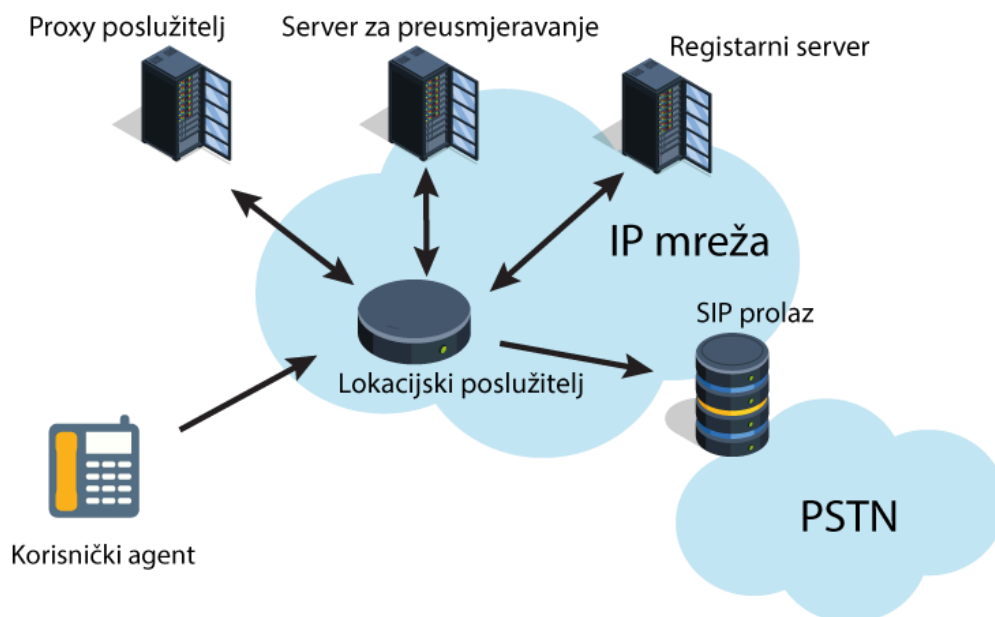 Proxy poslužitelj
Server za preusmjeravanje
Registarni server
IP mreža
SIP prolaz
Lokacijski poslužitelj
PSTN
Korisnički agent